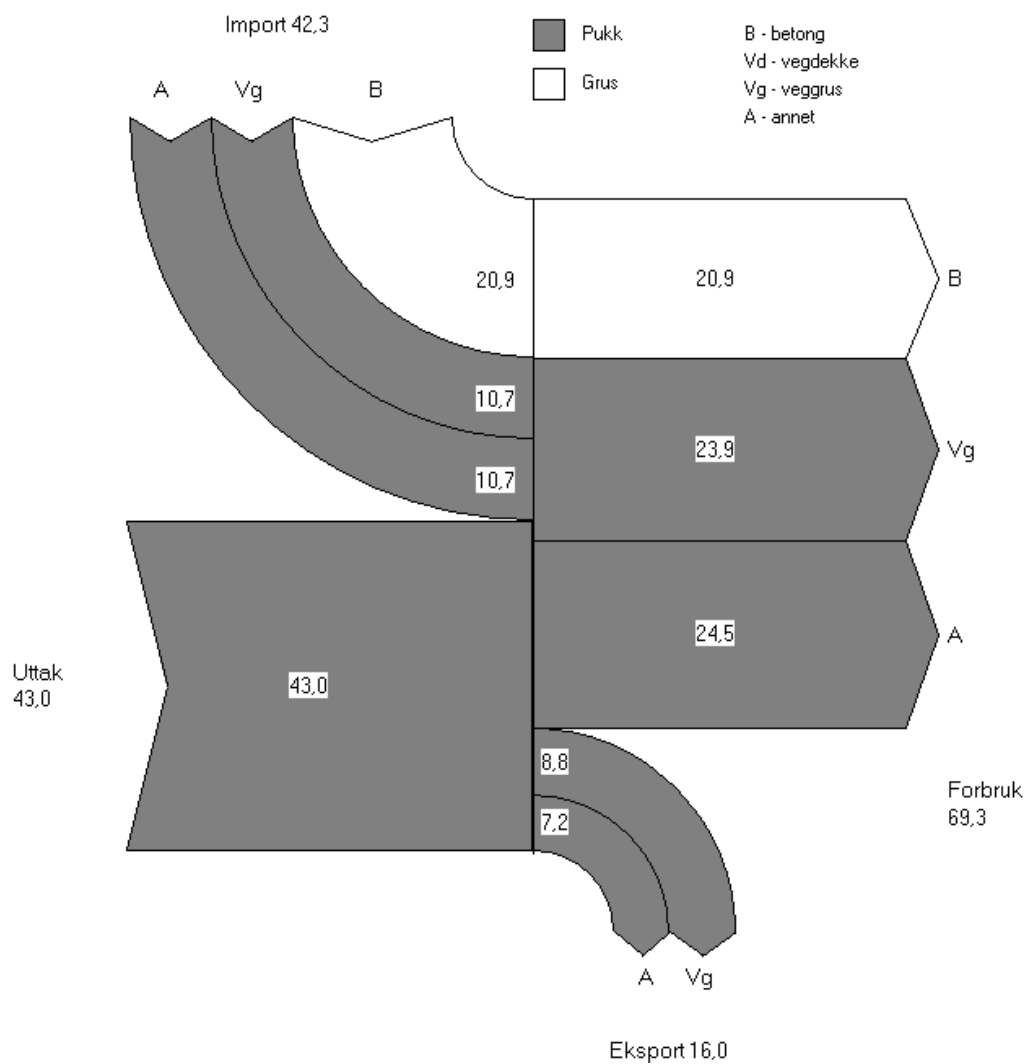 Import 42,3
Pukk
Grus
B - betong
Vd - vegdekke
Vg - veggrus
A - annet
A
Vg
B
20,9
20,9
B
10,7
23,9
Vg
10,7
24,5
A
Uttak
43,0
43,0
8,8
7,2
Forbruk
69,3
A
Vg
Eksport 16,0